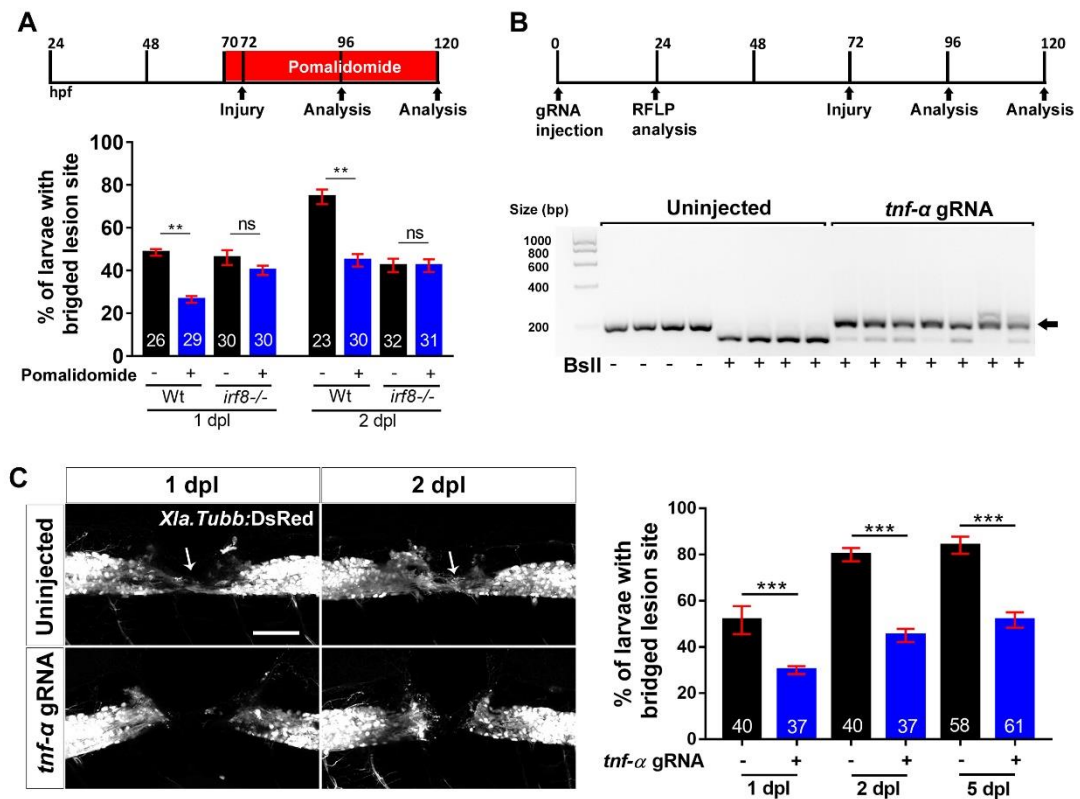 A
24 48 70 72 96 120
Pomalidomide
hpf
Injury Analysis Analysis
% of larvae with
brigded lesion site
100
80
60
40
20
0
** ns ** ns
26 29 30 30 23 30 32 31
Pomalidomide - + - + - + - +
Wt irf8-/- Wt irf8-/-
1 dpl 2 dpl
B
0 24 48 72 96 120
gRNA injection
RFLP analysis
Injury Analysis Analysis
Size (bp) Uninjected tnf-α gRNA
1000
800
600
400
200
BslI - - - - + + + + + + + + + + +
C
1 dpl 2 dpl
Xla.Tubb:DsRed
Uninjected
tnf-α gRNA
% of larvae with
bridged lesion site
100
80
60
40
20
0
*** *** ***
40 37 40 37 58 61
tnf-α gRNA - + - + - +
1 dpl 2 dpl 5 dpl